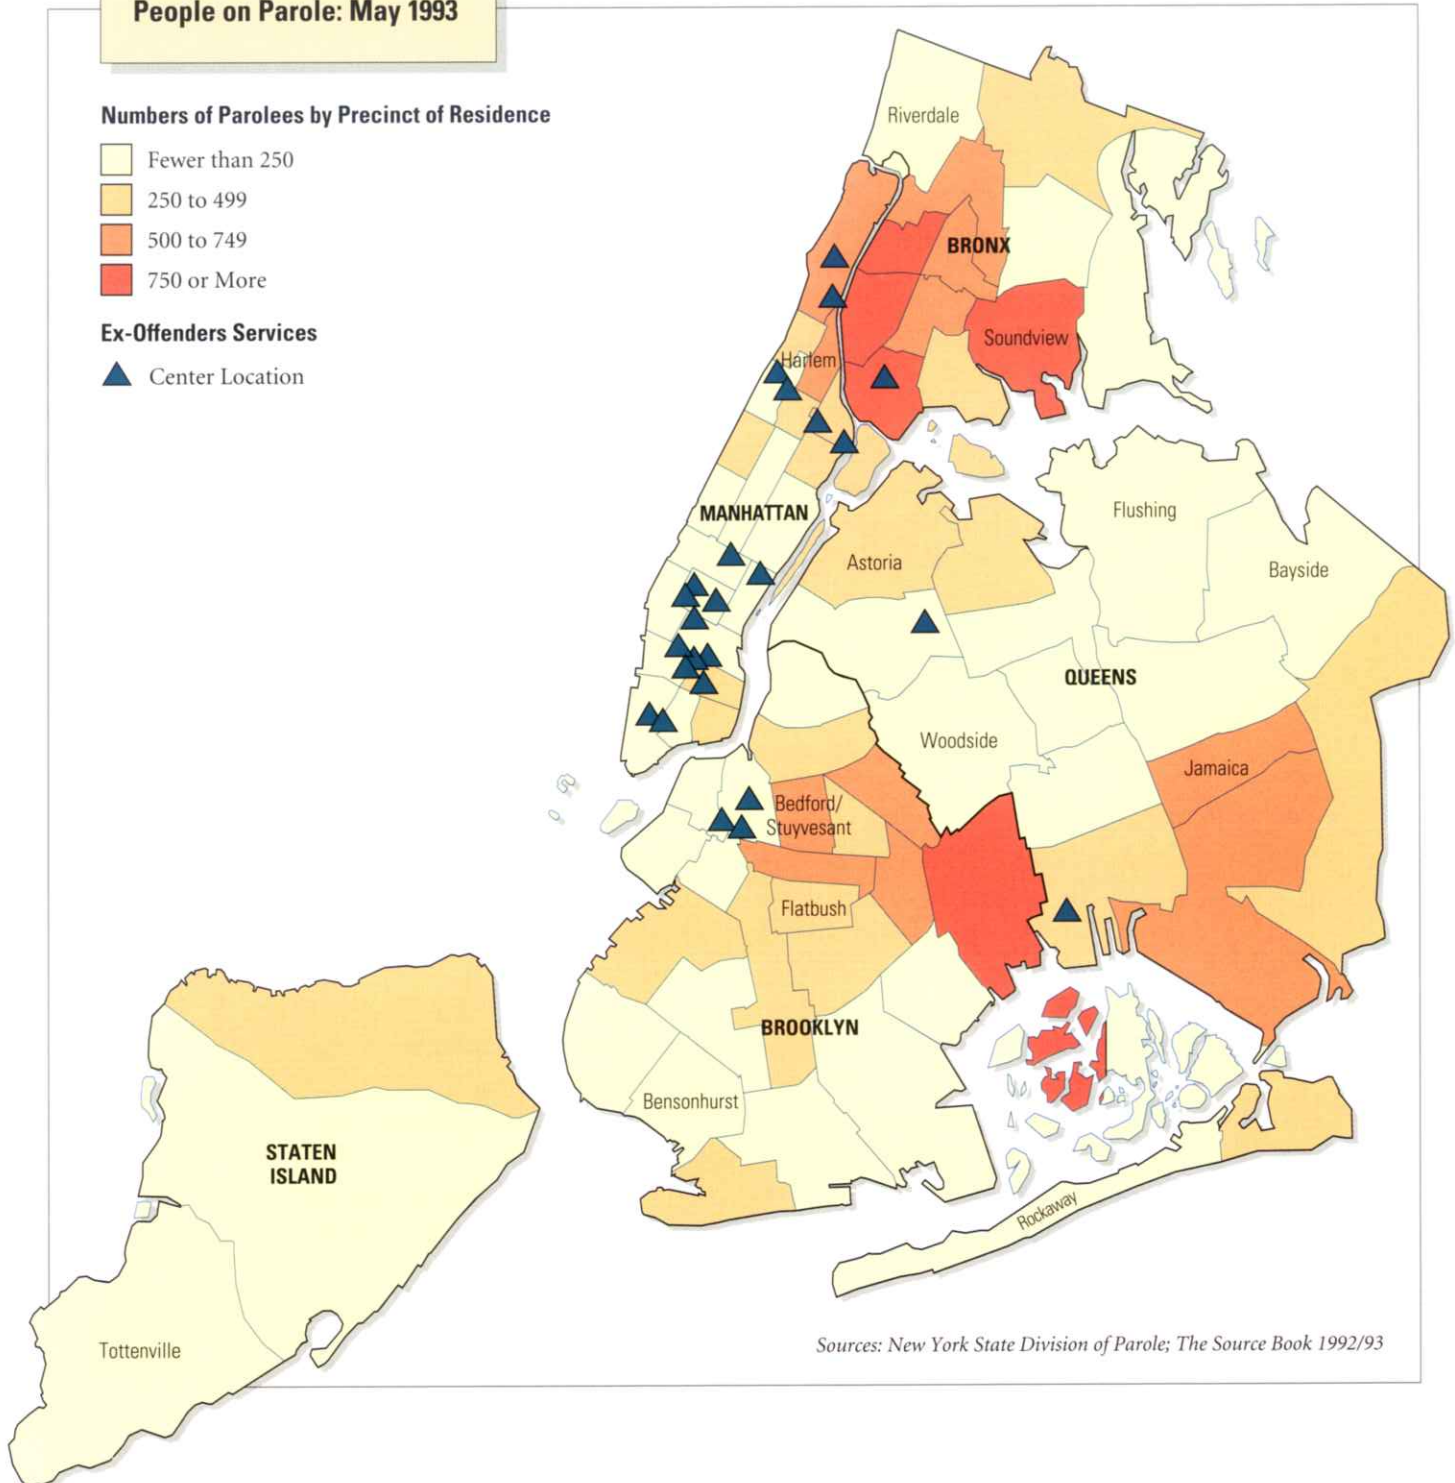 People on Parole: May 1993
Numbers of Parolees by Precinct of Residence
Fewer than 250
250 to 499
500 to 749
750 or More
Ex-Offenders Services
Center Location
Riverdale
BRONX
Soundview
Harlem
MANHATTAN
Flushing
Astoria
Bayside
QUEENS
Woodside
Jamaica
Bedford/
Stuyvesant
Flatbush
BROOKLYN
Bensonhurst
STATEN
ISLAND
Rockaway
Tottenville
Sources: New York State Division of Parole; The Source Book 1992/93